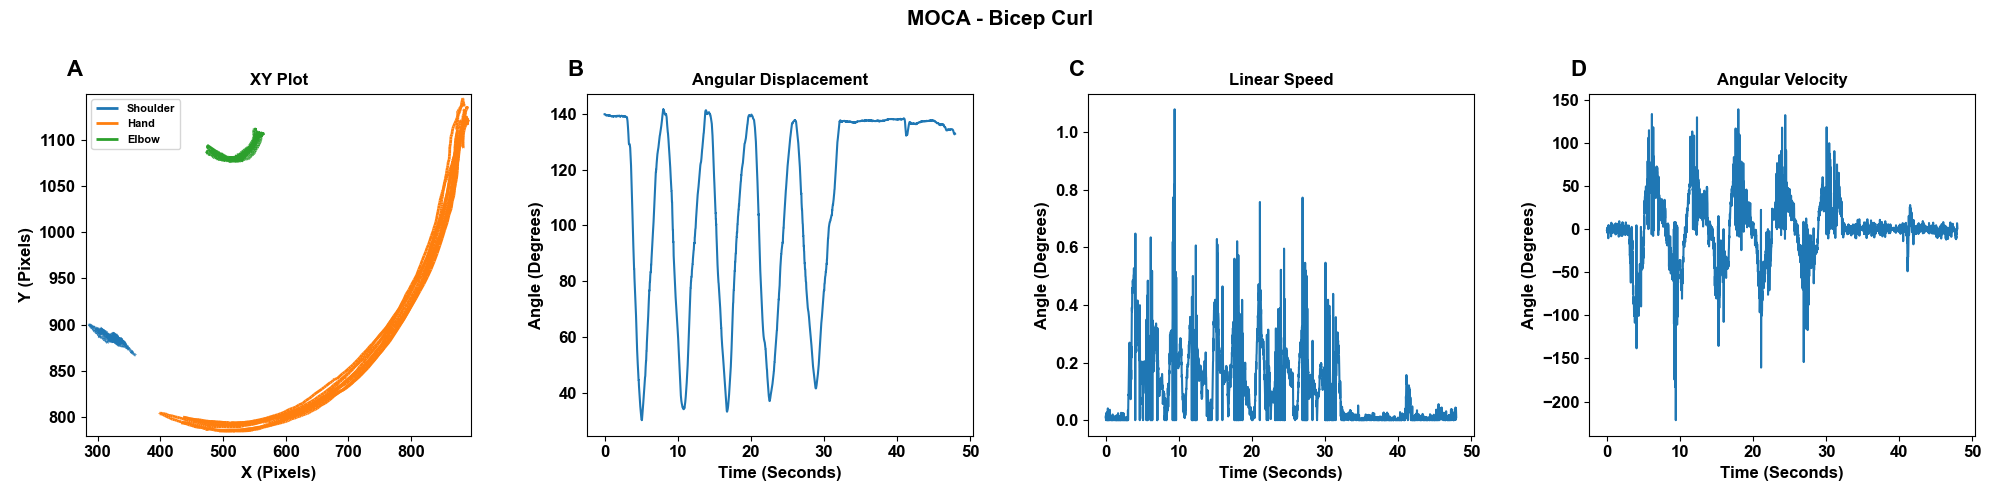 MOCA - Bicep Curl
A
XY Plot
Shoulder
Hand
Elbow
1100
1050
1000
950
900
850
800
Y (Pixels)
300 400 500 600 700 800
X (Pixels)
B
Angular Displacement
140
120
100
80
60
40
Angle (Degrees)
0 10 20 30 40 50
Time (Seconds)
C
Linear Speed
1.0
0.8
0.6
0.4
0.2
0.0
Angle (Degrees)
0 10 20 30 40 50
Time (Seconds)
D
Angular Velocity
150
100
50
0
−50
−100
−150
−200
Angle (Degrees)
0 10 20 30 40 50
Time (Seconds)